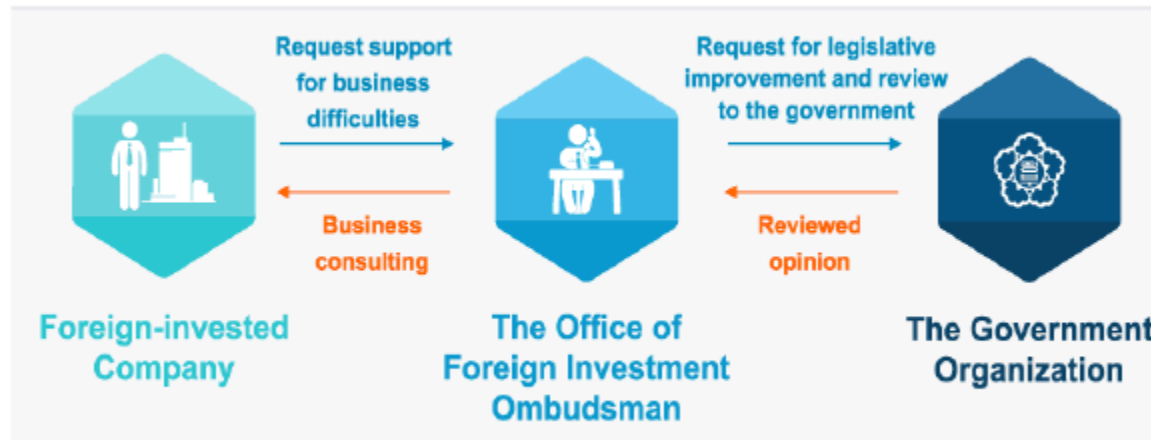 Request support
for business
difficulties
Request for legislative
improvement and review
to the government
Business
consulting
Reviewed
opinion
Foreign-invested
Company
The Office of
Foreign Investment
Ombudsman
The Government
Organization